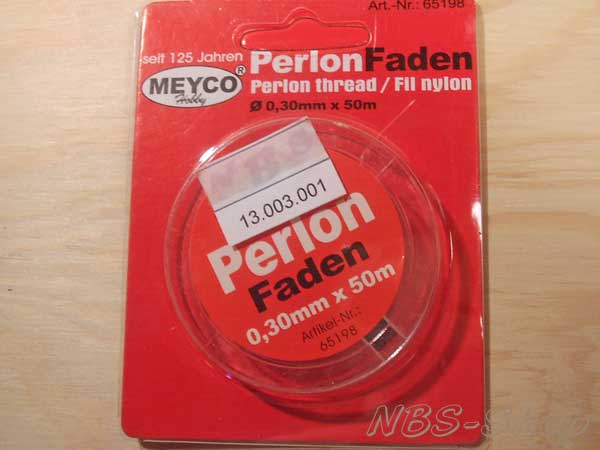 Art.-Nr.: 65198
seit 125 Jahren
MEYCO®
Hobby
PerlonFaden
Perlon thread / Fil nylon
Ø 0,30mm x 50m
NBS
13.003.001
Perlon
Faden
0,30mm x 50m
Artikel-Nr.:
65198
NBS-Shop